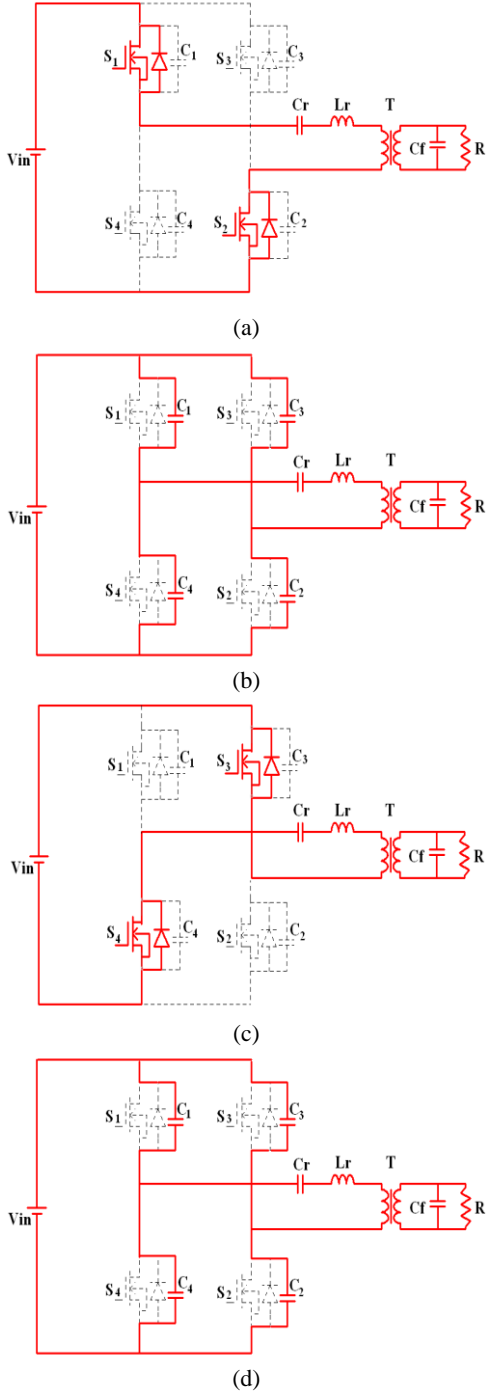 S1 C1 S3 C3
Cr Lr T
Vin Cf R
S4 C4 S2 C2
(a)
S1 C1 S3 C3
Cr Lr T
Vin Cf R
S4 C4 S2 C2
(b)
S1 C1 S3 C3
Cr Lr T
Vin Cf R
S4 C4 S2 C2
(c)
S1 C1 S3 C3
Cr Lr T
Vin Cf R
S4 C4 S2 C2
(d)